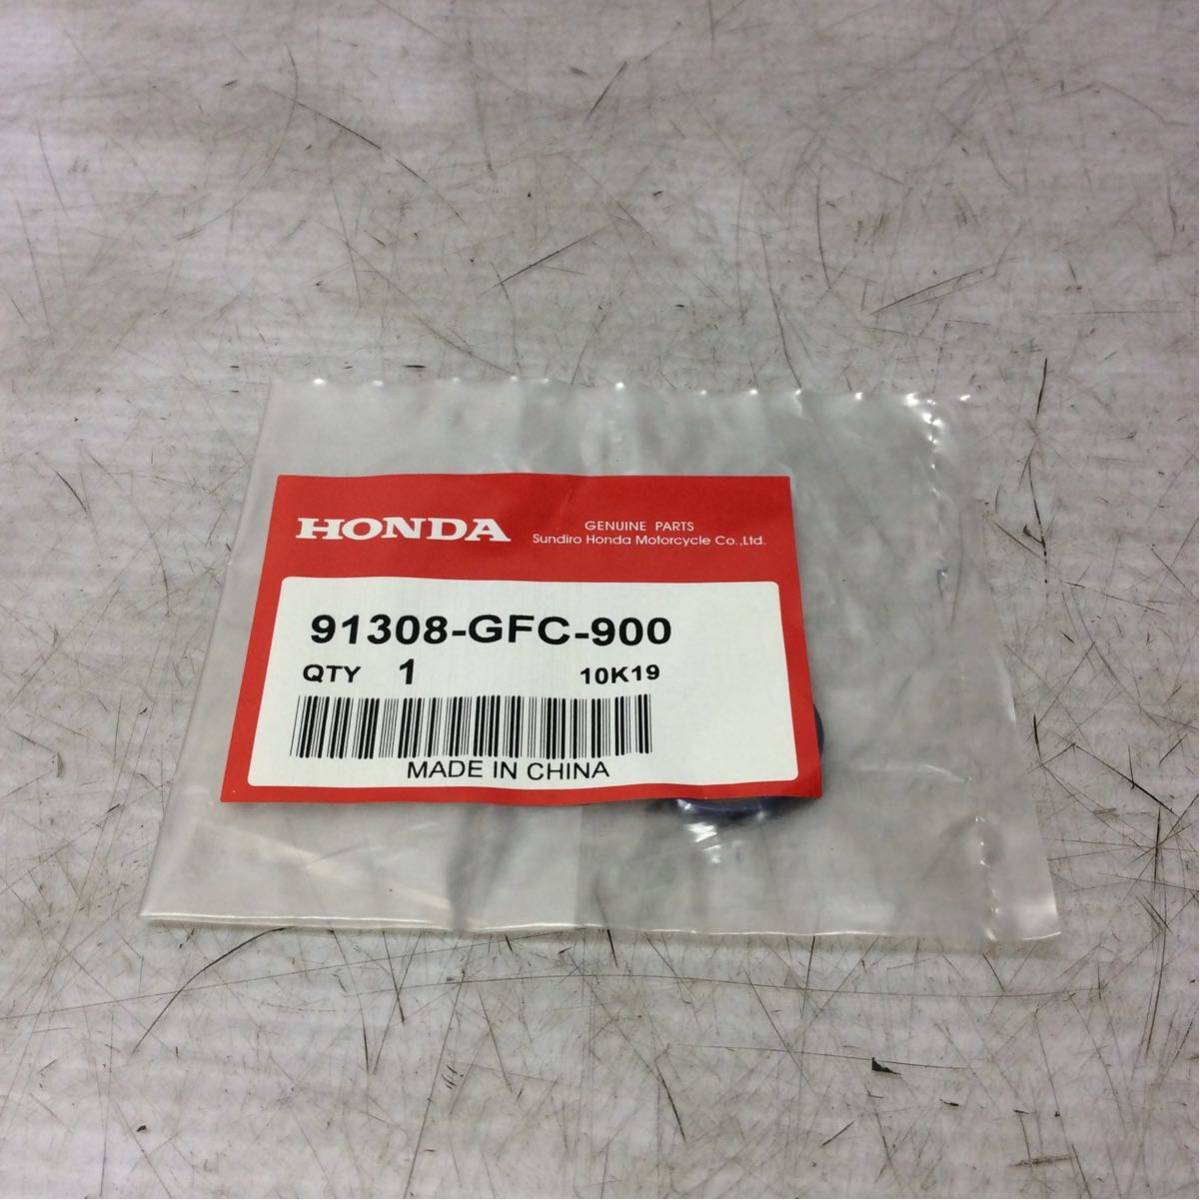 HONDA
GENUINE PARTS
Sundiro Honda Motorcycle Co.,Ltd.
91308-GFC-900
QTY 1 10K19
MADE IN CHINA